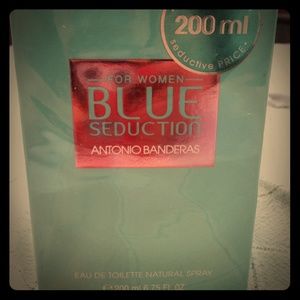 200 ml
seductive PRICE*
FOR WOMEN
BLUE
SEDUCTION
ANTONIO BANDERAS
EAU DE TOILETTE NATURAL SPRAY
℮ 200 ml 6.75 FL. OZ